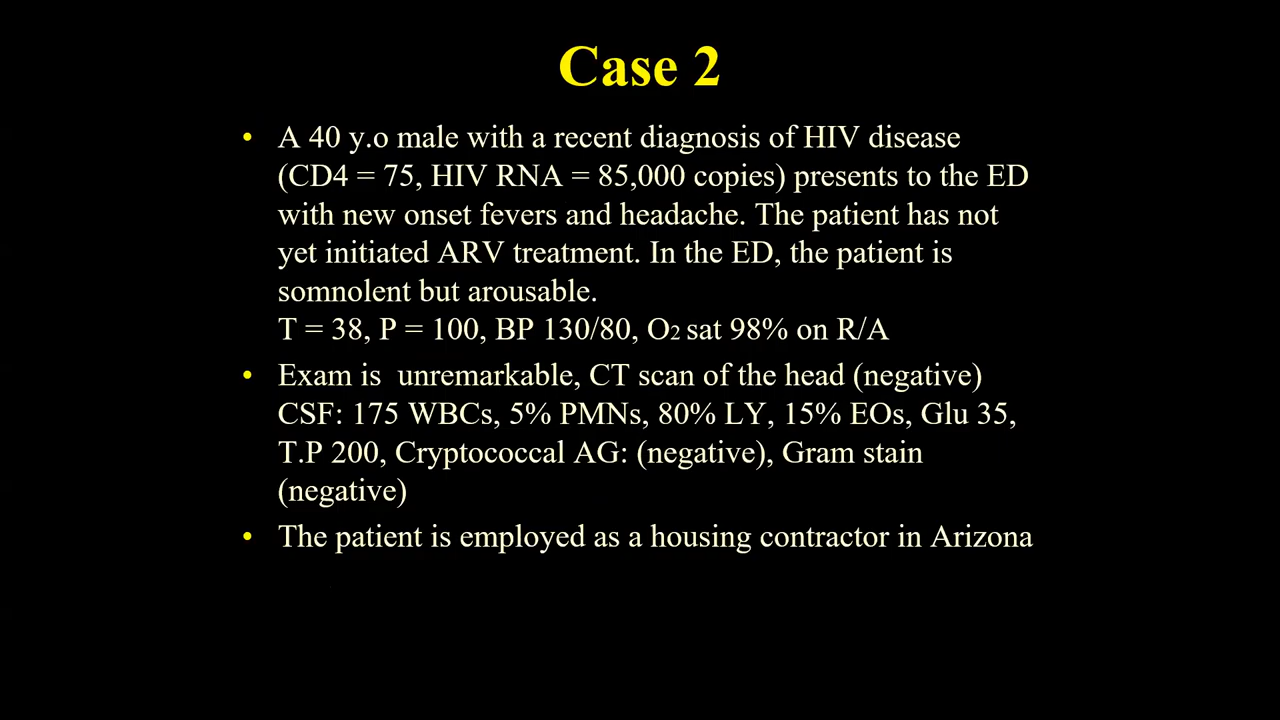 Case 2
• A 40 y.o male with a recent diagnosis of HIV disease
(CD4 = 75, HIV RNA = 85,000 copies) presents to the ED
with new onset fevers and headache. The patient has not
yet initiated ARV treatment. In the ED, the patient is
somnolent but arousable.
T = 38, P = 100, BP 130/80, O2 sat 98% on R/A
• Exam is  unremarkable, CT scan of the head (negative)
CSF: 175 WBCs, 5% PMNs, 80% LY, 15% EOs, Glu 35,
T.P 200, Cryptococcal AG: (negative), Gram stain
(negative)
• The patient is employed as a housing contractor in Arizona